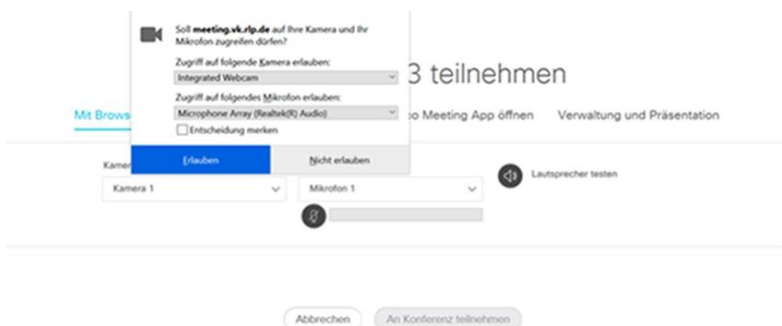 Soll meeting.vk.rlp.de auf Ihre Kamera und Ihr
Mikrofon zugreifen dürfen?
Zugriff auf folgende Kamera erlauben:
Integrated Webcam
3 teilnehmen
Zugriff auf folgendes Mikrofon erlauben:
Microphone Array (Realtek(R) Audio)
Mit Brows
Meeting App öffnen
Verwaltung und Präsentation
Entscheidung merken
Erlauben
Nicht erlauben
Kamer
Lautsprecher testen
Kamera 1
Mikrofon 1
Abbrechen
An Konferenz teilnehmen